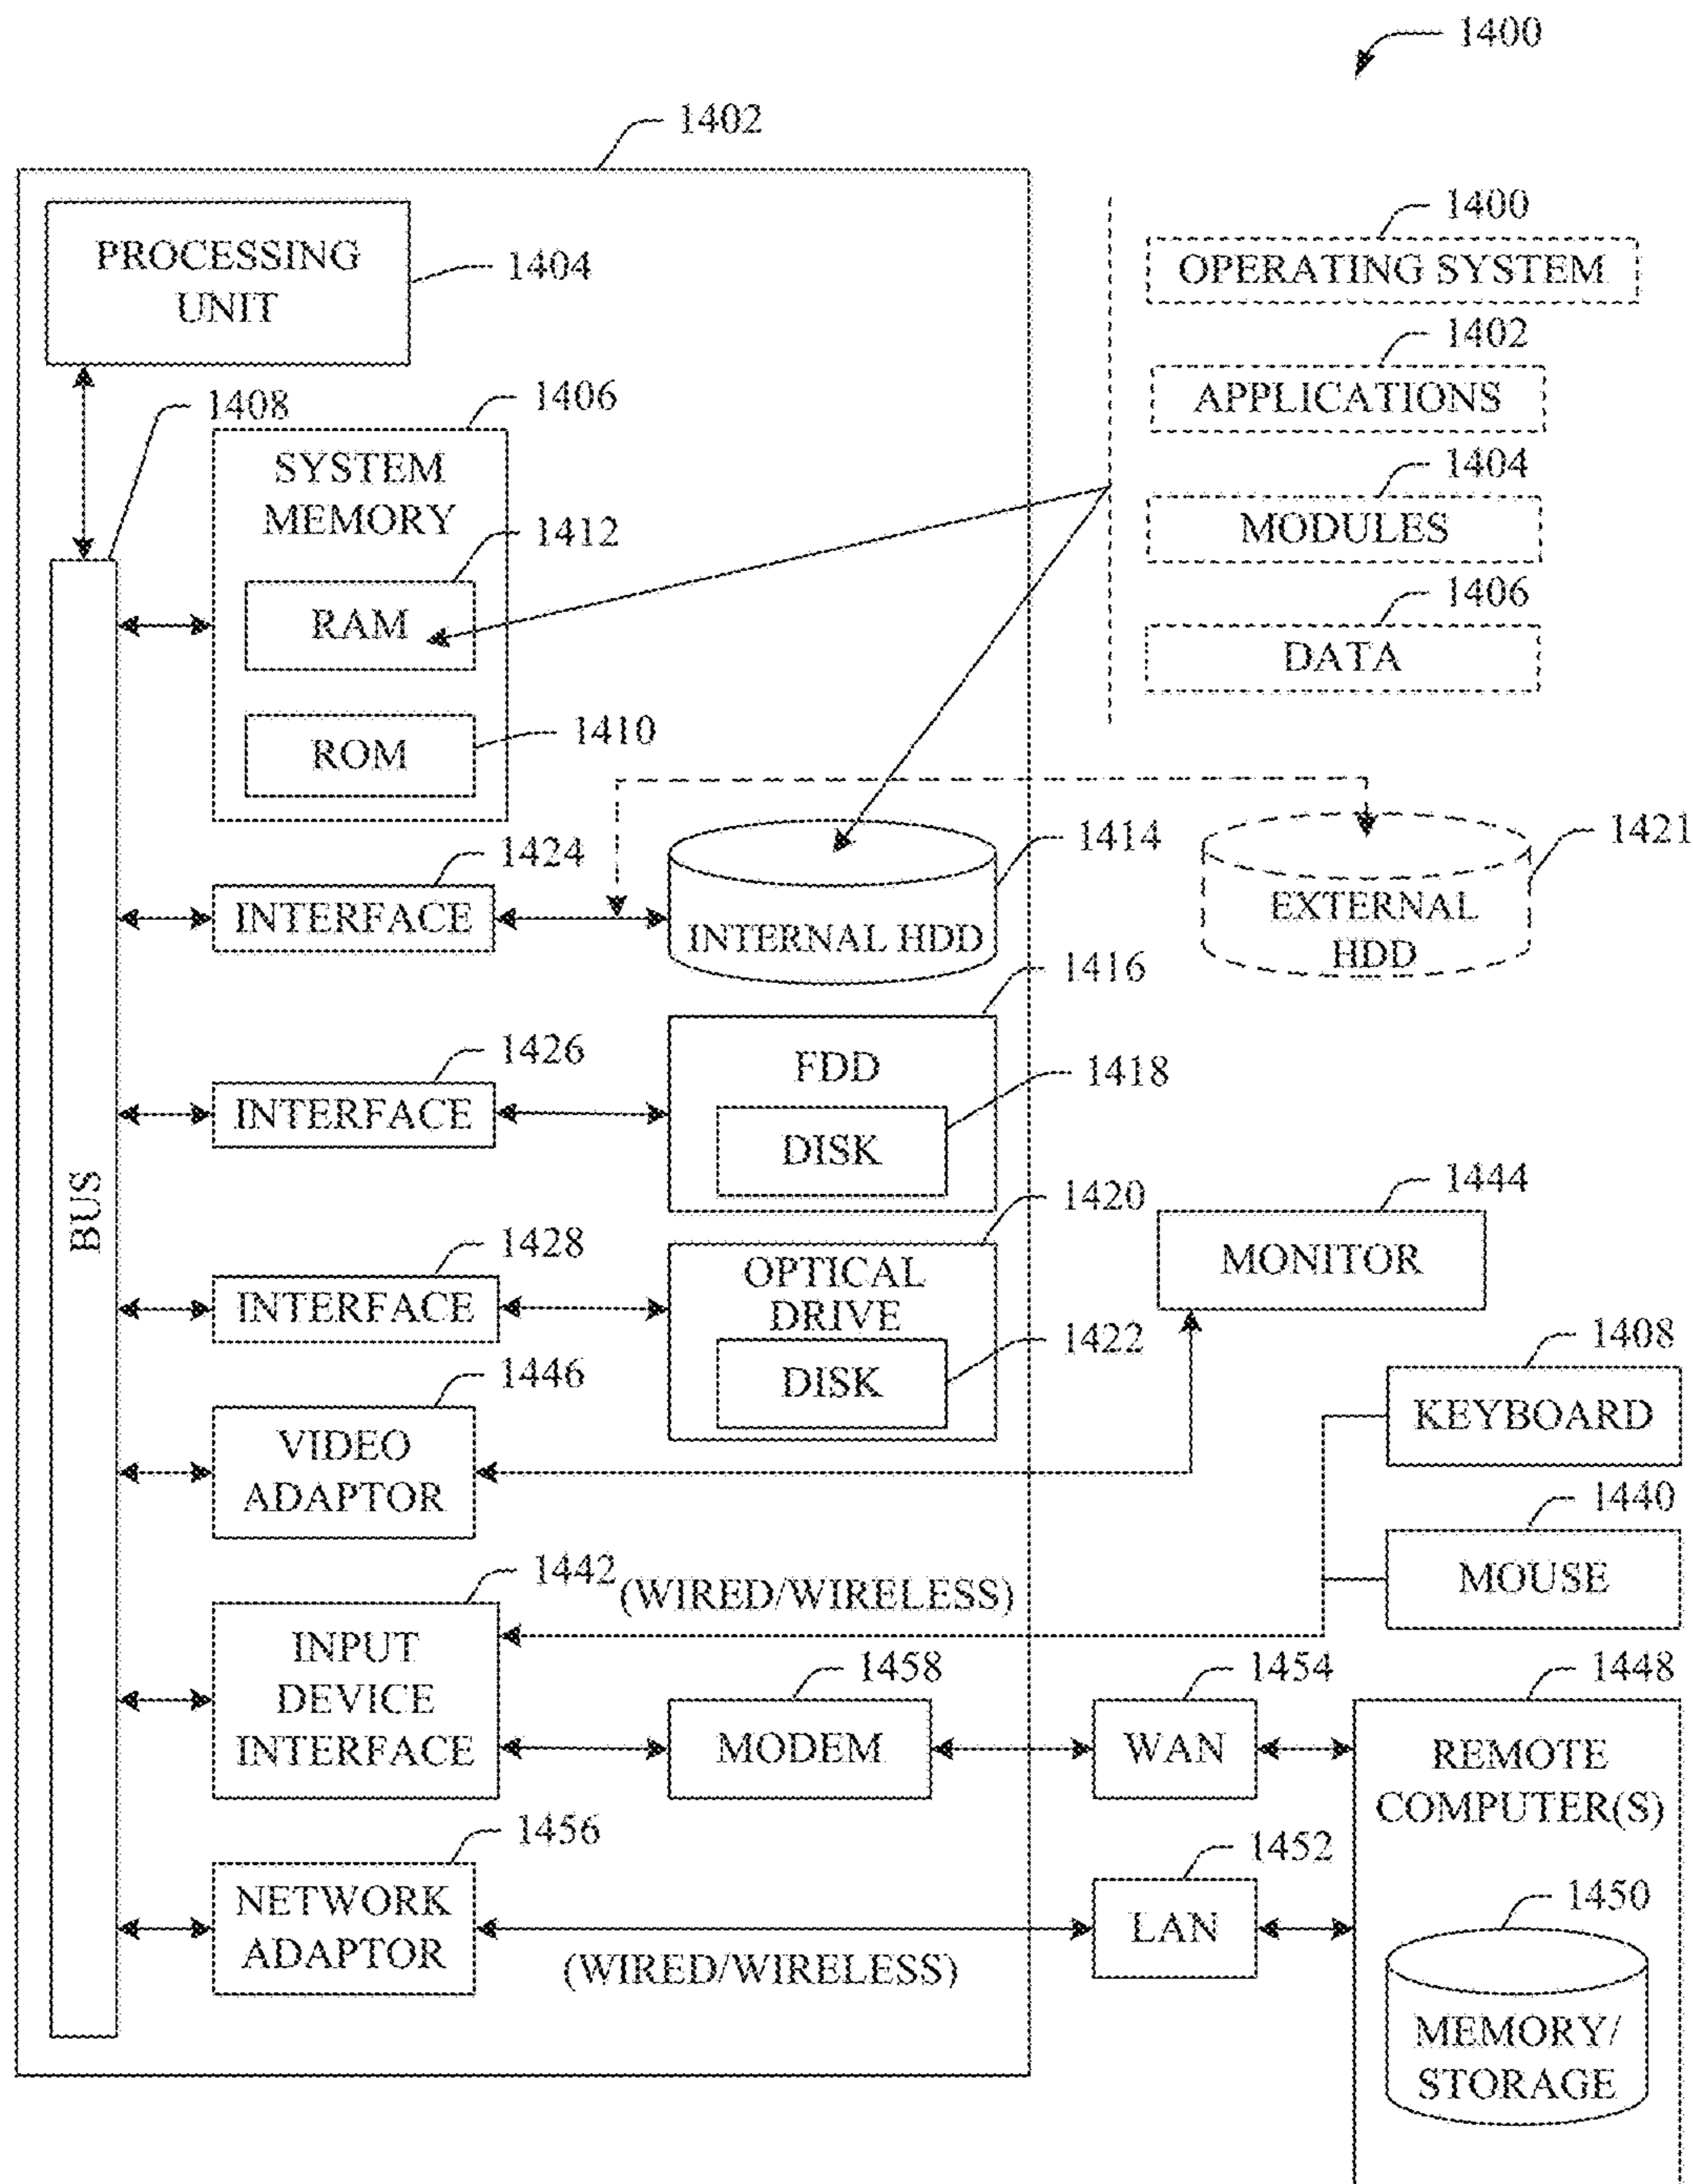 1400
1402
PROCESSING
UNIT
1404
1400
OPERATING SYSTEM
1402
APPLICATIONS
1404
MODULES
1406
DATA
1408
1406
SYSTEM
MEMORY
1412
RAM
1410
ROM
BUS
1424
INTERFACE
1414
INTERNAL HDD
1421
EXTERNAL
HDD
1426
INTERFACE
1416
FDD
1418
DISK
1428
INTERFACE
1420
OPTICAL
DRIVE
1422
DISK
1444
MONITOR
1446
VIDEO
ADAPTOR
1408
KEYBOARD
1440
MOUSE
1442
(WIRED/WIRELESS)
INPUT
DEVICE
INTERFACE
1458
MODEM
1454
WAN
1448
REMOTE
COMPUTER(S)
1456
NETWORK
ADAPTOR
(WIRED/WIRELESS)
1452
LAN
1450
MEMORY/
STORAGE